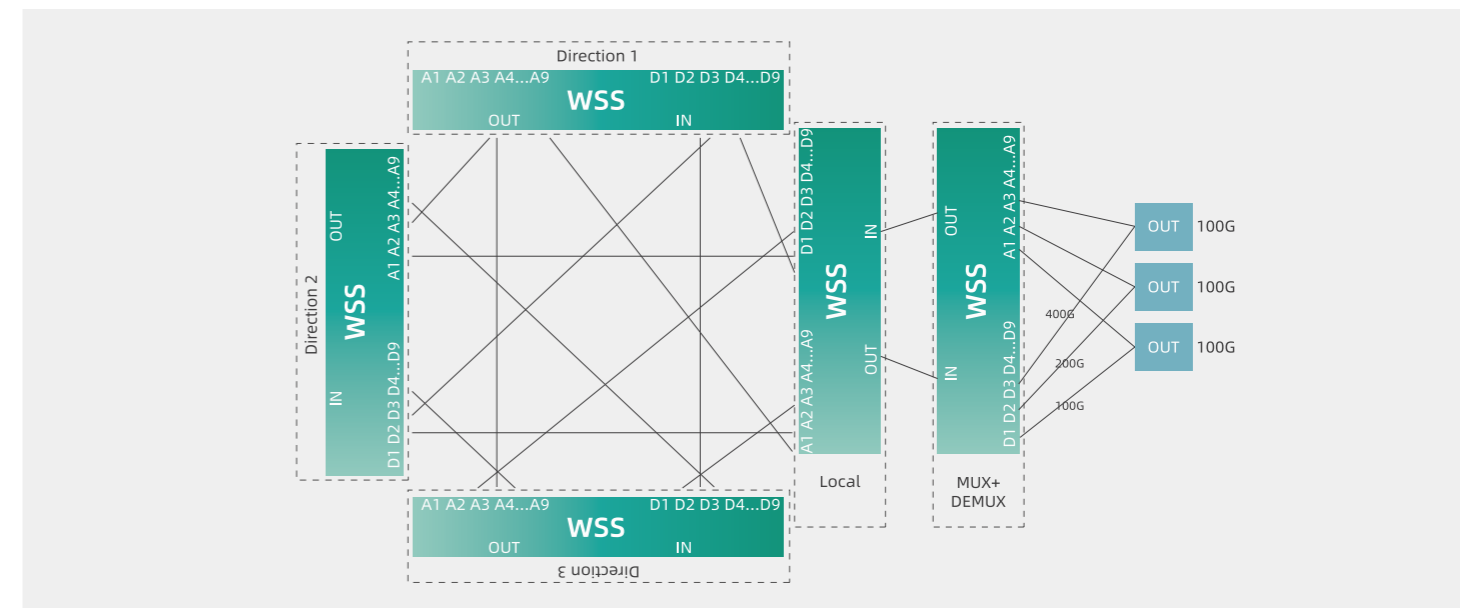 Direction 1
A1 A2 A3 A4...A9
D1 D2 D3 D4...D9
WSS
OUT
IN
Direction 2
A1 A2 A3 A4...A9
OUT
WSS
IN
D1 D2 D3 D4...D9
D1 D2 D3 D4...D9
IN
WSS
OUT
A1 A2 A3 A4...A9
Local
A1 A2 A3 A4...A9
OUT
WSS
IN
D1 D2 D3 D4...D9
MUX+
DEMUX
400G
200G
100G
OUT
100G
OUT
100G
OUT
100G
A1 A2 A3 A4...A9
D1 D2 D3 D4...D9
WSS
OUT
IN
Direction 3